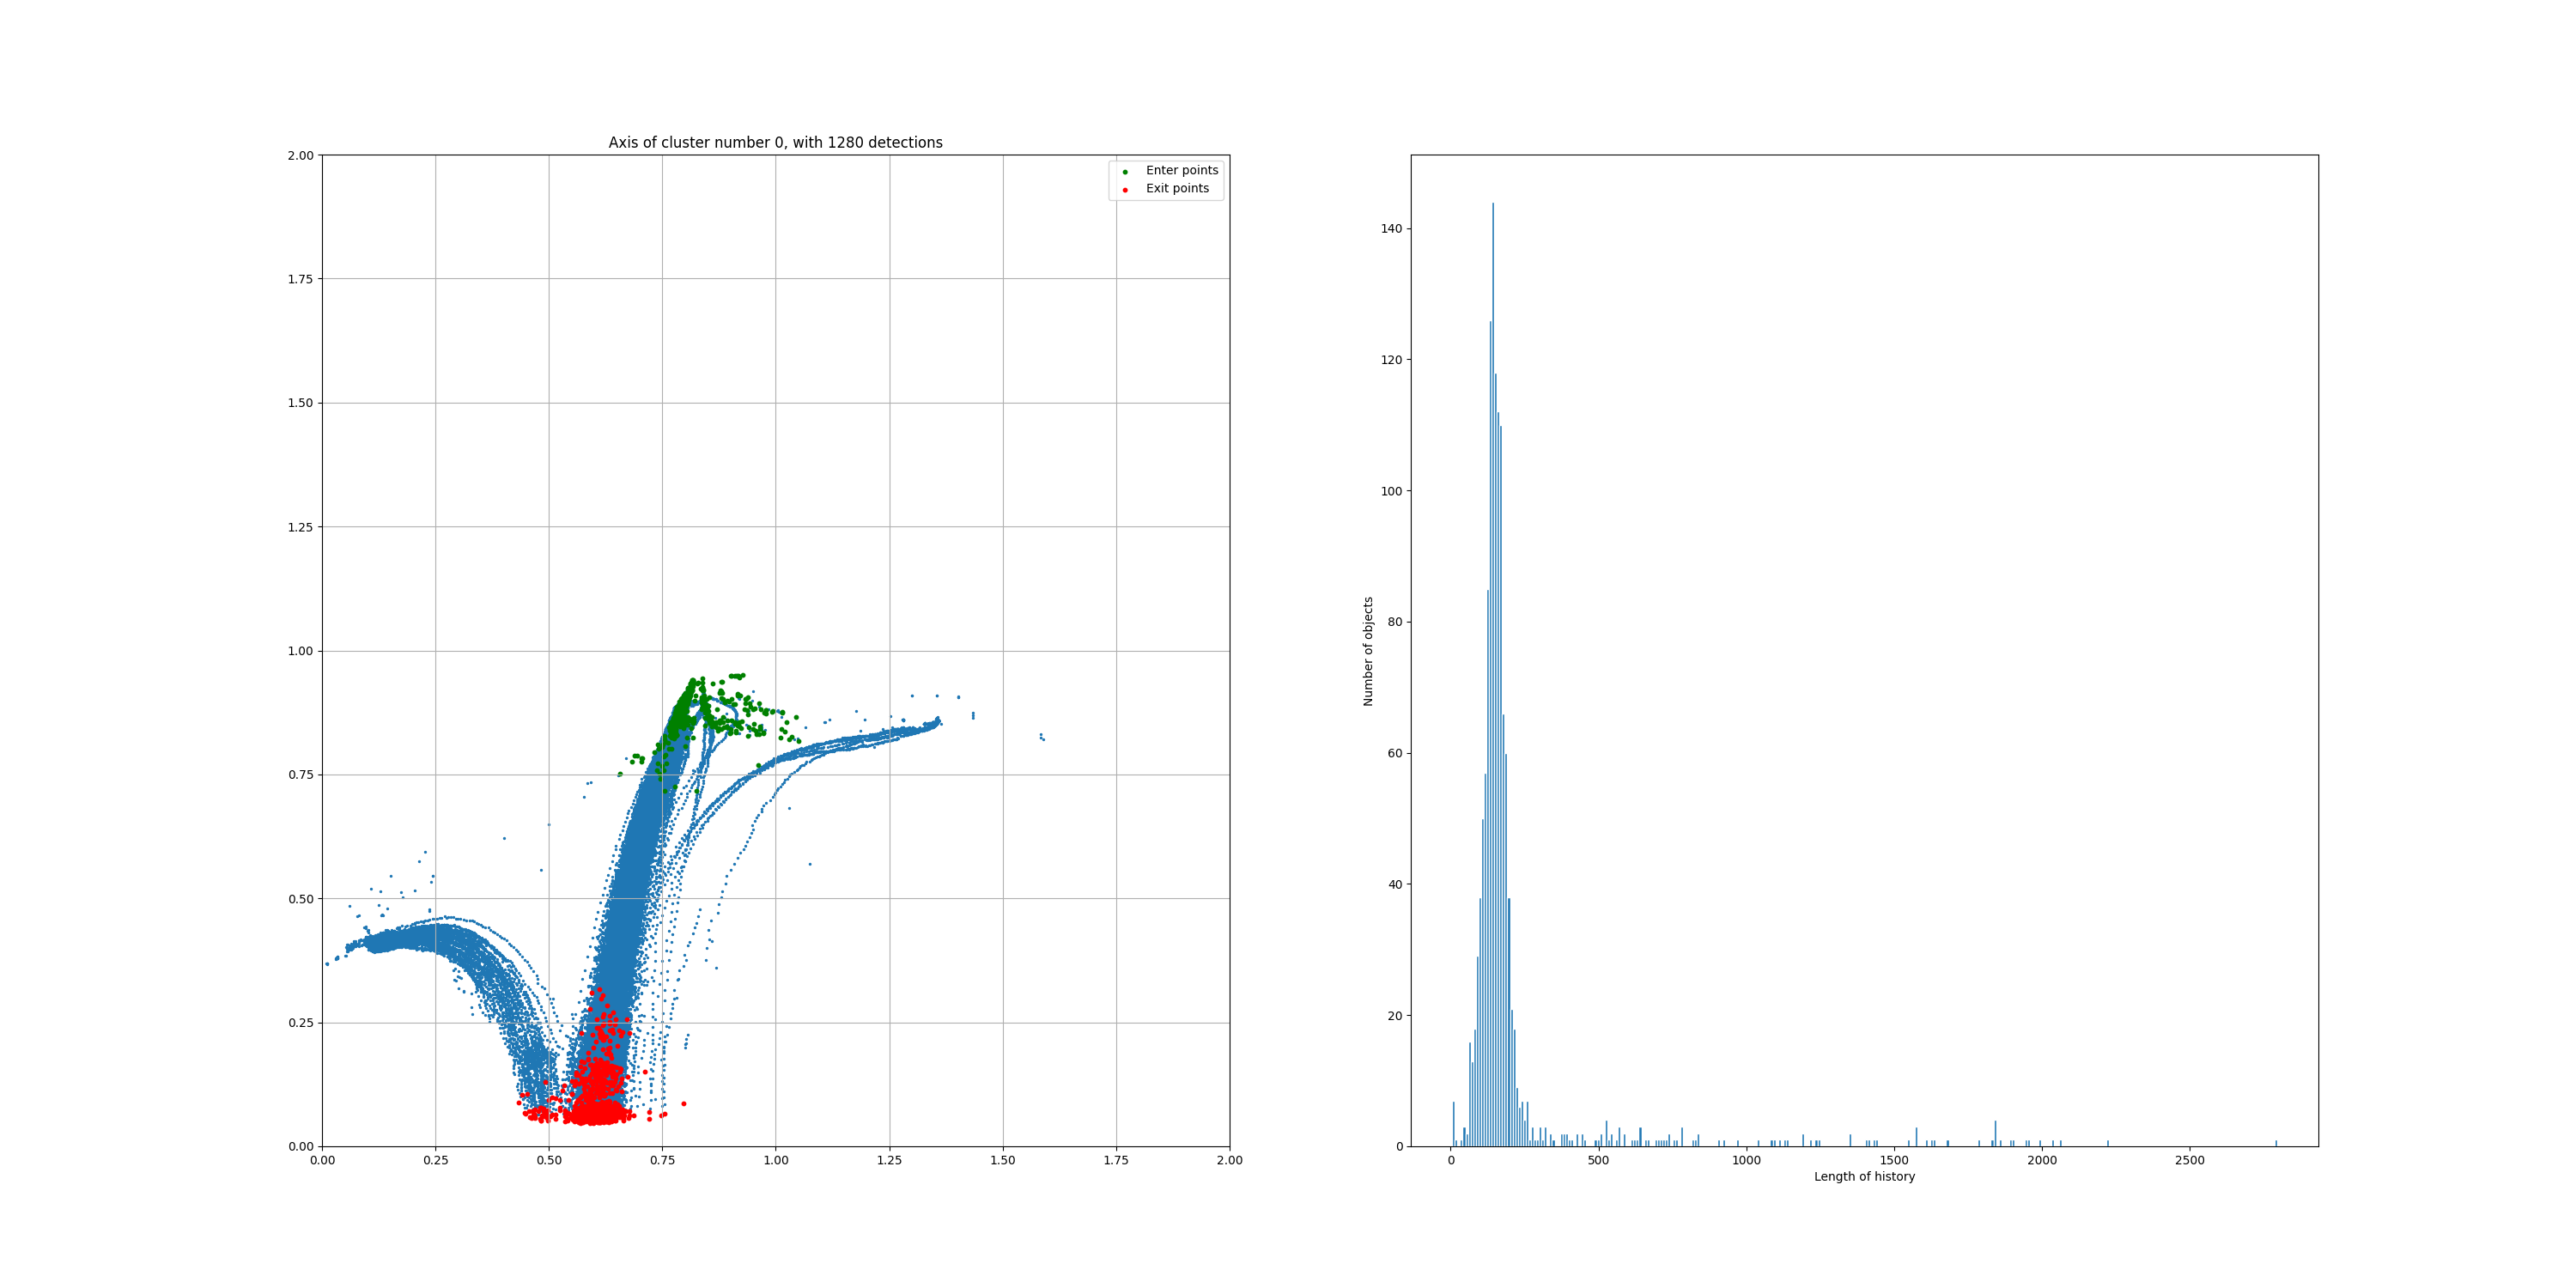 Axis of cluster number 0, with 1280 detections
Enter points
Exit points
2.00
1.75
1.50
1.25
1.00
0.75
0.50
0.25
0.00
0.00 0.25 0.50 0.75 1.00 1.25 1.50 1.75 2.00
Number of objects
140
120
100
80
60
40
20
0
0 500 1000 1500 2000 2500
Length of history